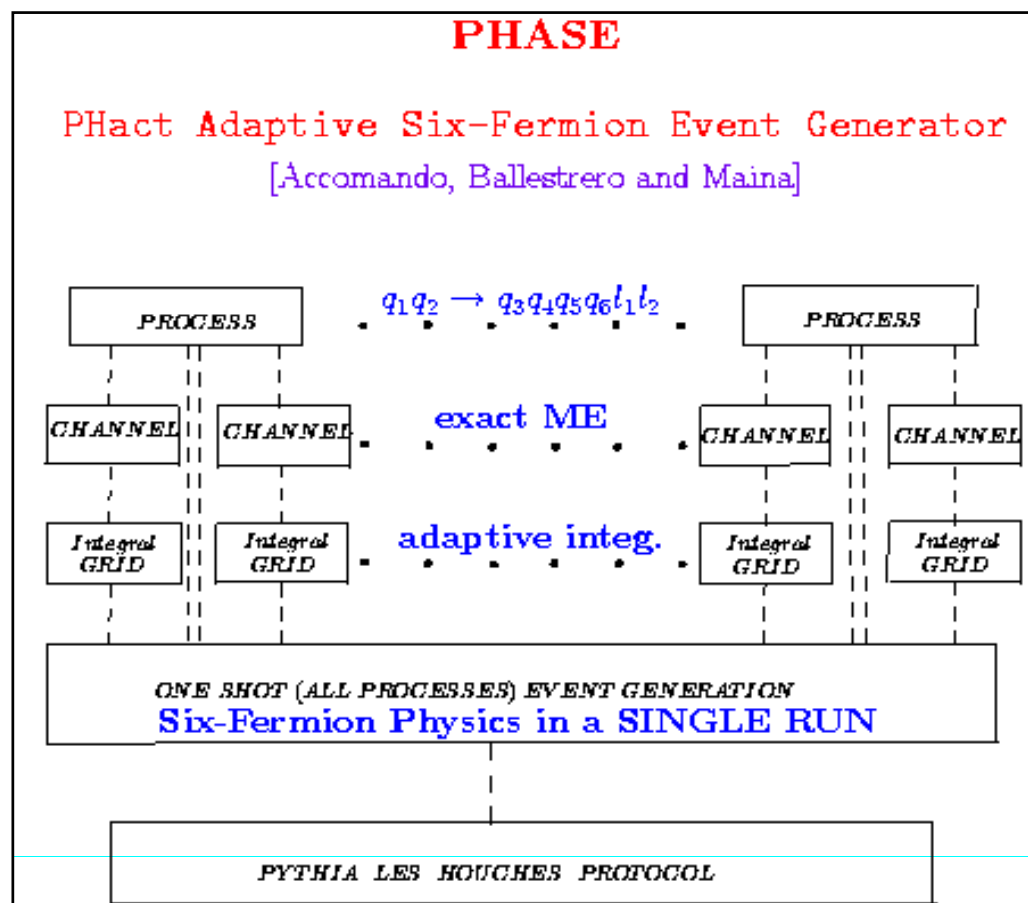 PHASE
PHact Adaptive Six-Fermion Event Generator
[Accomando, Ballestrero and Maina]
PROCESS
q₁q₂ → q₃q₄q₅q₆l₁l₂
PROCESS
CHANNEL
CHANNEL
exact ME
CHANNEL
CHANNEL
Integral
GRID
Integral
GRID
adaptive integ.
Integral
GRID
Integral
GRID
ONE SHOT (ALL PROCESSES) EVENT GENERATION
Six-Fermion Physics in a SINGLE RUN
PYTHIA LES HOUCHES PROTOCOL